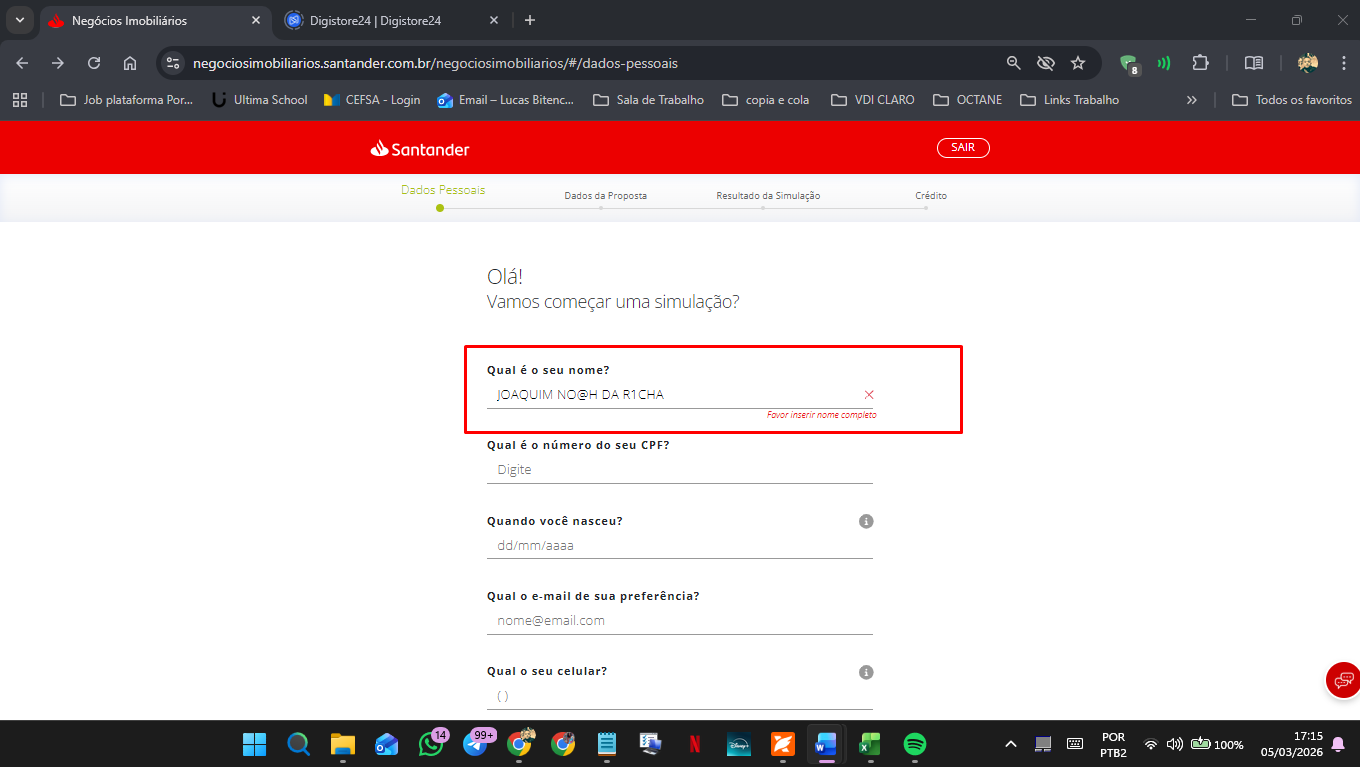 Negócios Imobiliários
Digistore24 | Digistore24
negociosimobiliarios.santander.com.br/negociosimobiliarios/#/dados-pessoais
8
Job plataforma Por...
Ultima School
CEFSA - Login
Email – Lucas Bitenc...
Sala de Trabalho
copia e cola
VDI CLARO
OCTANE
Links Trabalho
Todos os favoritos
Santander
SAIR
Dados Pessoais
Dados da Proposta
Resultado da Simulação
Crédito
Olá!
Vamos começar uma simulação?
Qual é o seu nome?
JOAQUIM NO@H DA R1CHA
Favor inserir nome completo
Qual é o número do seu CPF?
Digite
Quando você nasceu?
dd/mm/aaaa
Qual o e-mail de sua preferência?
nome@email.com
Qual o seu celular?
( )
14
99+
N
Disney+
W
X
POR
PTB2
100%
17:15
05/03/2026